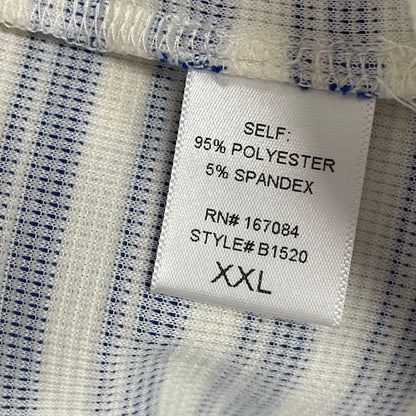 SELF:
95% POLYESTER
5% SPANDEX
RN# 167084
STYLE# B1520
XXL